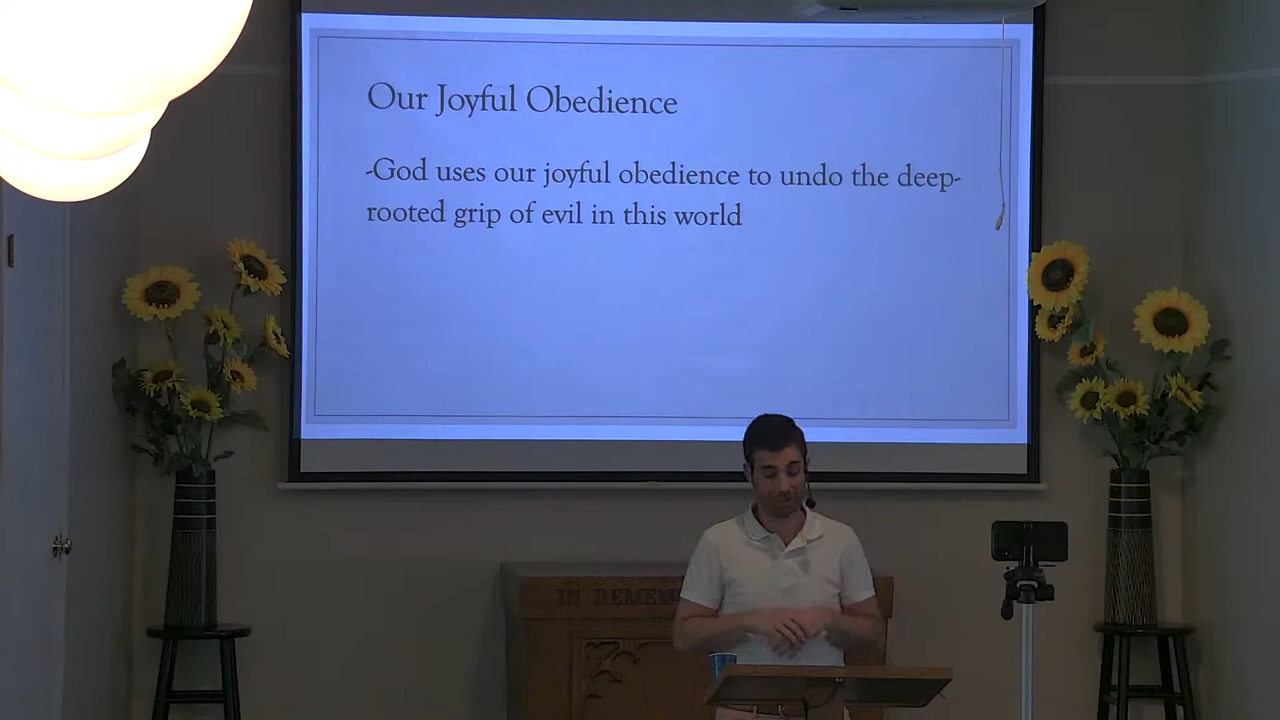 Our Joyful Obedience
-God uses our joyful obedience to undo the deep-
rooted grip of evil in this world
IN